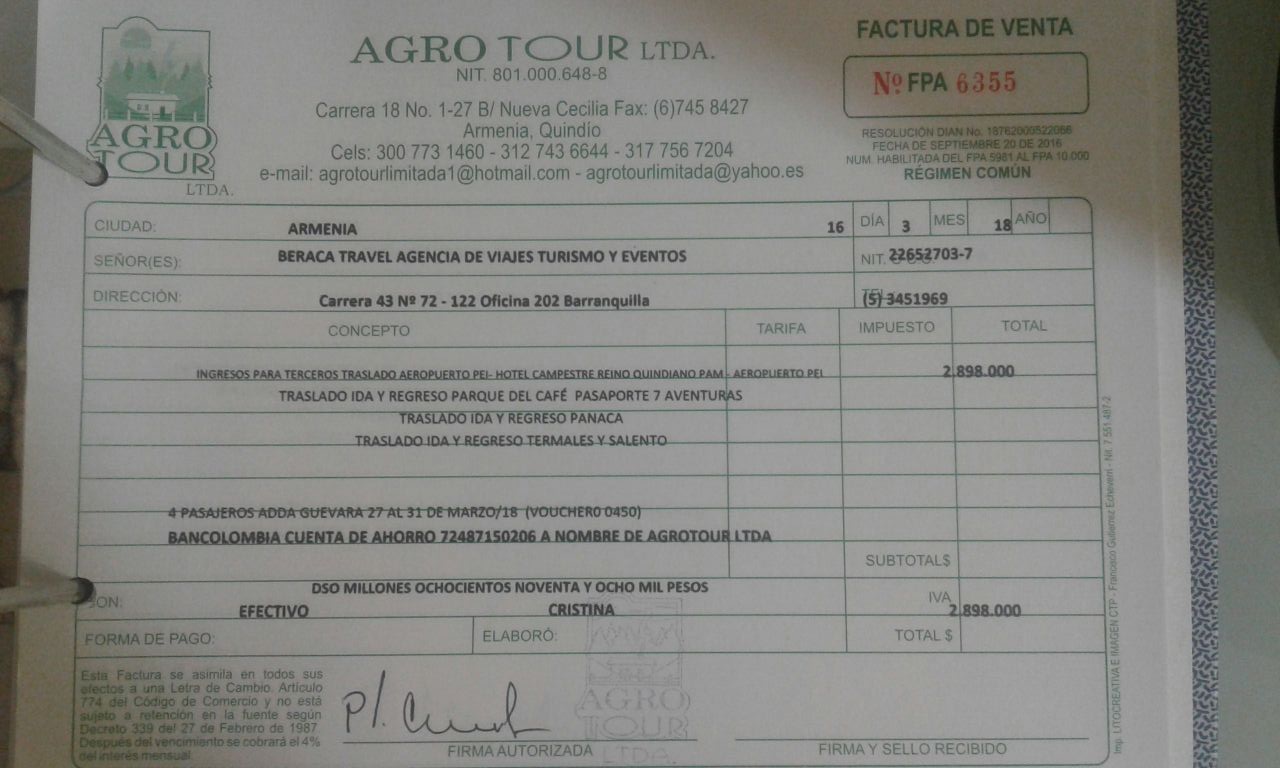 AGRO TOUR LTDA.
AGRO TOUR LTDA.
NIT. 801.000.648-8
Carrera 18 No. 1-27 B/ Nueva Cecilia Fax: (6)745 8427
Armenia, Quindío
Cels: 300 773 1460 - 312 743 6644 - 317 756 7204
e-mail: agrotourlimitada1@hotmail.com - agrotourlimitada@yahoo.es
FACTURA DE VENTA
Nº FPA 6355
RESOLUCIÓN DIAN No. 18762000522066
FECHA DE SEPTIEMBRE 20 DE 2016
NUM. HABILITADA DEL FPA 5981 AL FPA 10.000
RÉGIMEN COMÚN
CIUDAD: ARMENIA 16 DÍA 3 MES 18 AÑO
SEÑOR(ES): BERACA TRAVEL AGENCIA DE VIAJES TURISMO Y EVENTOS NIT. 22652703-7
DIRECCIÓN: Carrera 43 Nº 72 - 122 Oficina 202 Barranquilla TEL (5) 3451969
CONCEPTO TARIFA IMPUESTO TOTAL
INGRESOS PARA TERCEROS TRASLADO AEROPUERTO PEI- HOTEL CAMPESTRE REINO QUINDIANO PAM - AEROPUERTO PEI 2.898.000
TRASLADO IDA Y REGRESO PARQUE DEL CAFÉ PASAPORTE 7 AVENTURAS
TRASLADO IDA Y REGRESO PANACA
TRASLADO IDA Y REGRESO TERMALES Y SALENTO
4 PASAJEROS ADDA GUEVARA 27 AL 31 DE MARZO/18 (VOUCHER0 0450)
BANCOLOMBIA CUENTA DE AHORRO 72487150206 A NOMBRE DE AGROTOUR LTDA
SUBTOTAL $
DSO MILLONES OCHOCIENTOS NOVENTA Y OCHO MIL PESOS
SON: IVA
EFECTIVO CRISTINA 2.898.000
FORMA DE PAGO: ELABORÓ: TOTAL $
Esta Factura se asimila en todos sus
efectos a una Letra de Cambio. Artículo
774 del Código de Comercio y no está
sujeto a retención en la fuente según
Decreto 339 del 27 de Febrero de 1987.
Después del vencimiento se cobrará el 4%
del interés mensual.
AGRO TOUR LTDA.
FIRMA AUTORIZADA
FIRMA Y SELLO RECIBIDO
Imp. LITOCREATIVA E IMAGEN CTP - Francisco Gutierrez Echeverri - Nit. 7.551.487-2